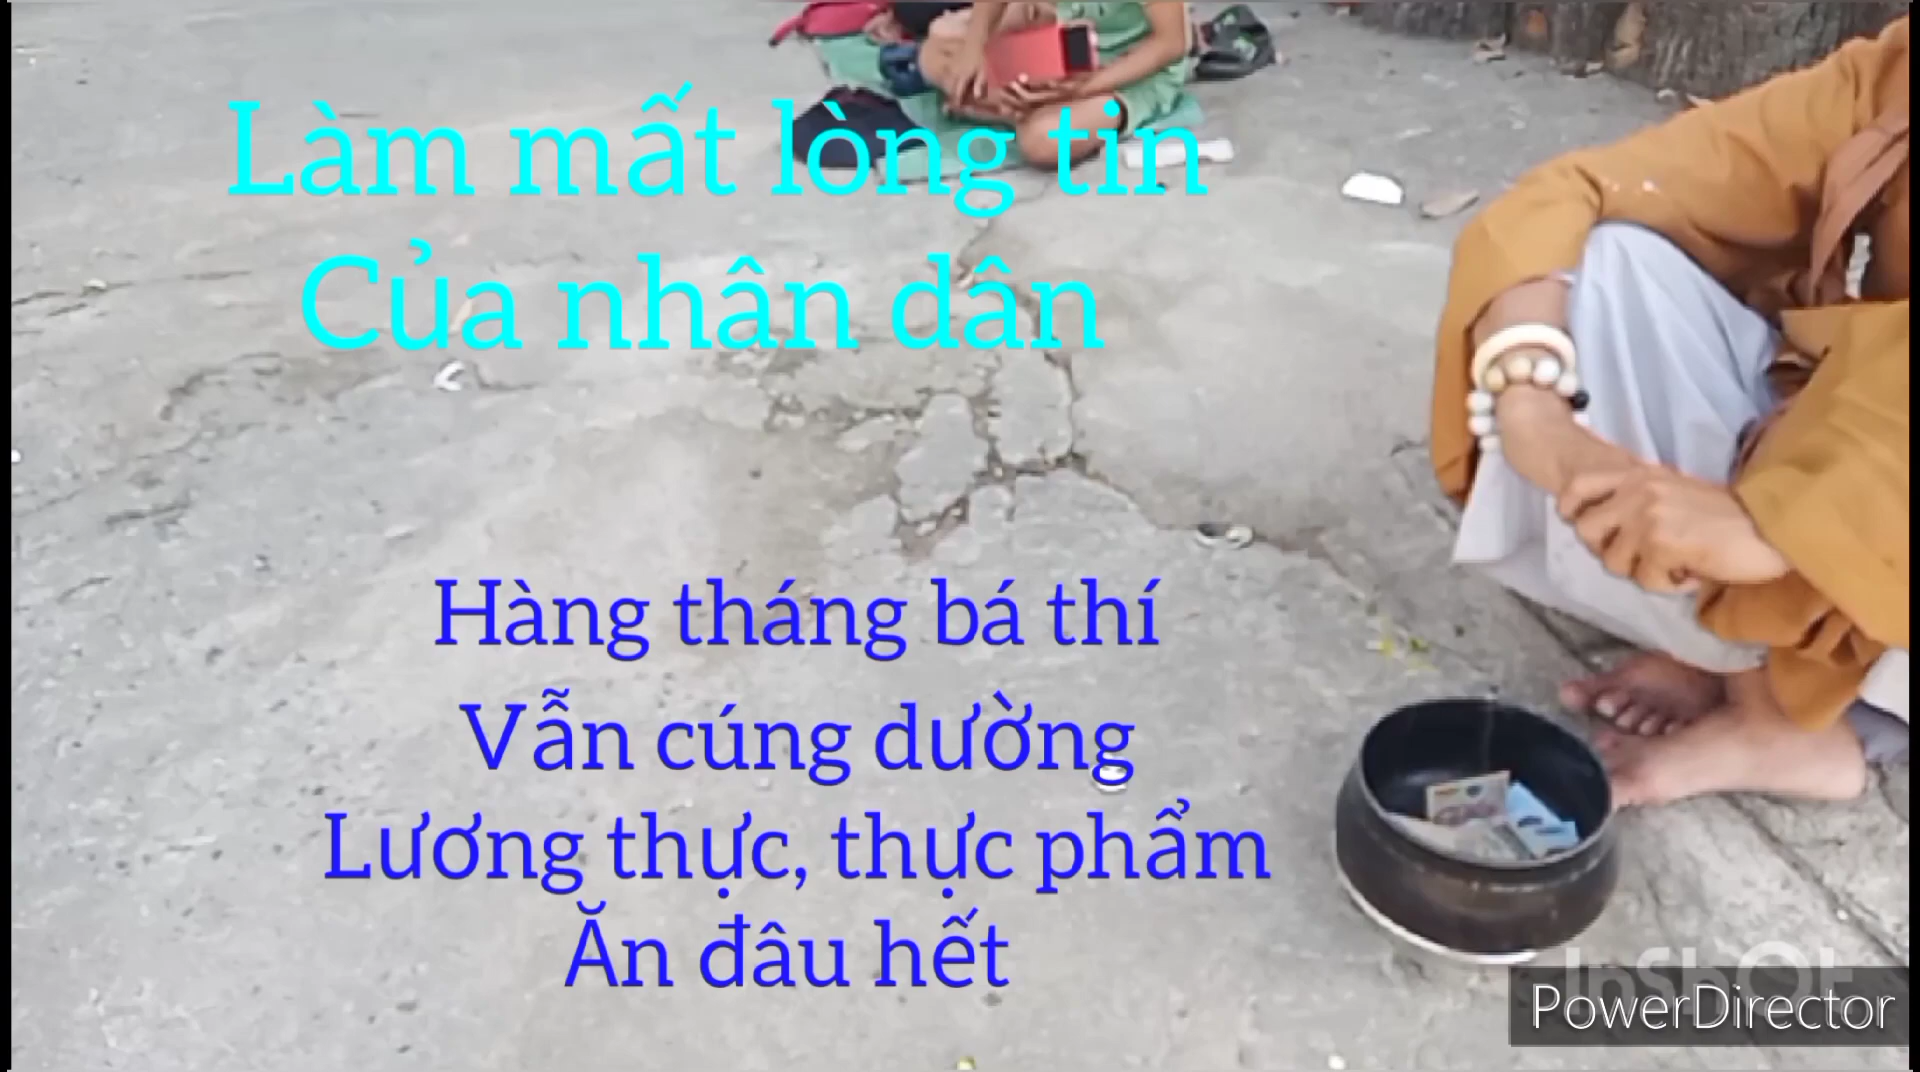 Làm mất lòng tin
Của nhân dân
Hàng tháng bá thí
Vẫn cúng dường
Lương thực, thực phẩm
Ăn đâu hết
InShOt
PowerDirector